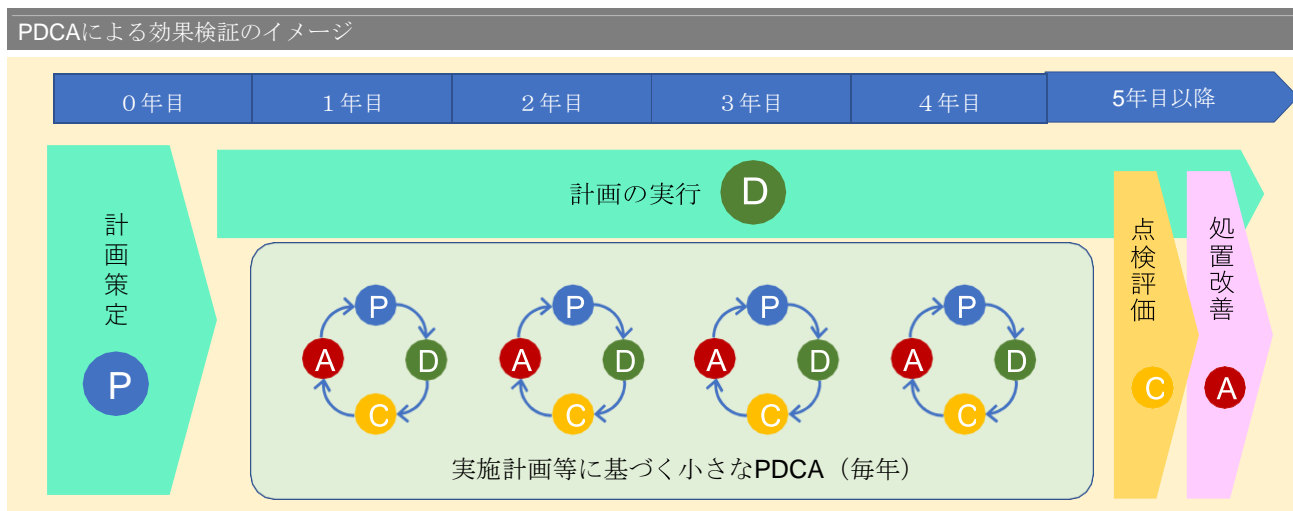 PDCAによる効果検証のイメージ
０年目
１年目
２年目
３年目
４年目
5年目以降
計画策定
P
計画の実行
D
P
D
C
A
P
D
C
A
P
D
C
A
P
D
C
A
実施計画等に基づく小さなPDCA（毎年）
点検評価
C
処置改善
A